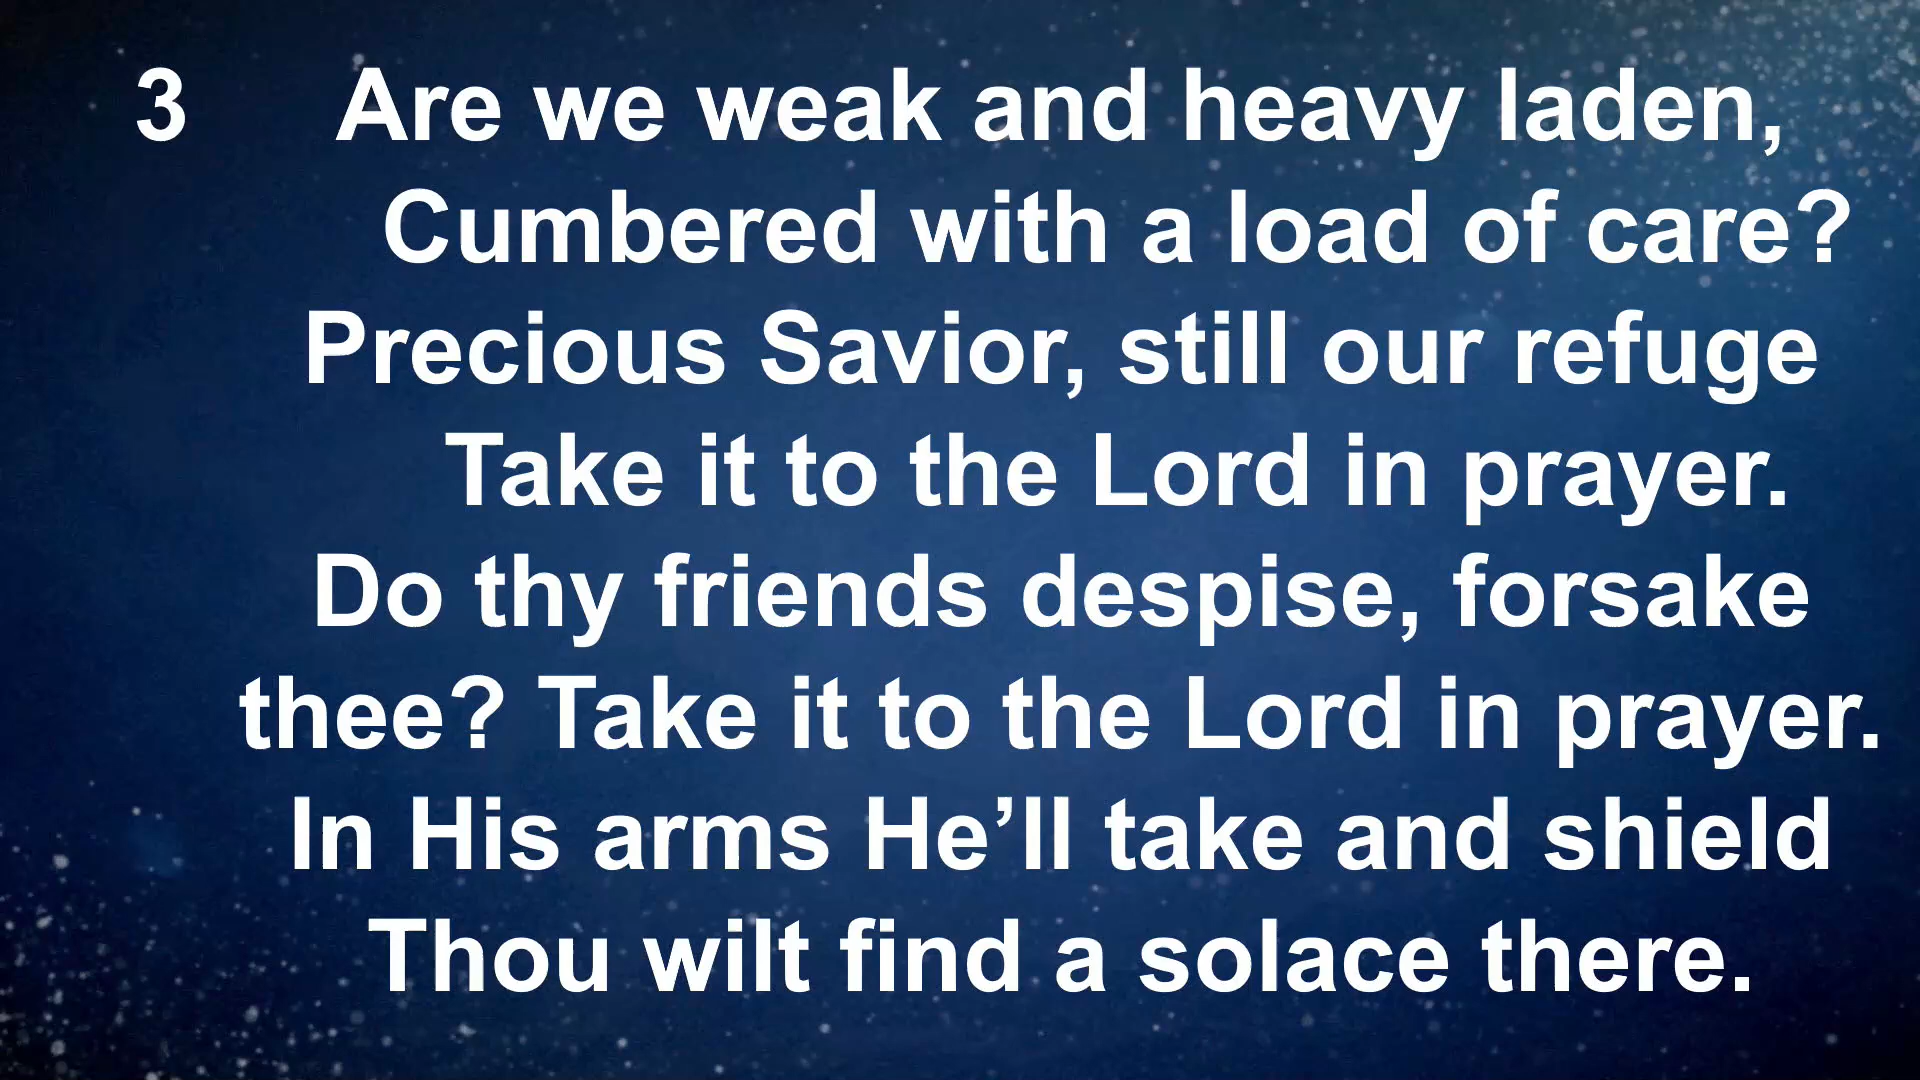 3 Are we weak and heavy laden,
Cumbered with a load of care?
Precious Savior, still our refuge
Take it to the Lord in prayer.
Do thy friends despise, forsake
thee? Take it to the Lord in prayer.
In His arms He’ll take and shield
Thou wilt find a solace there.